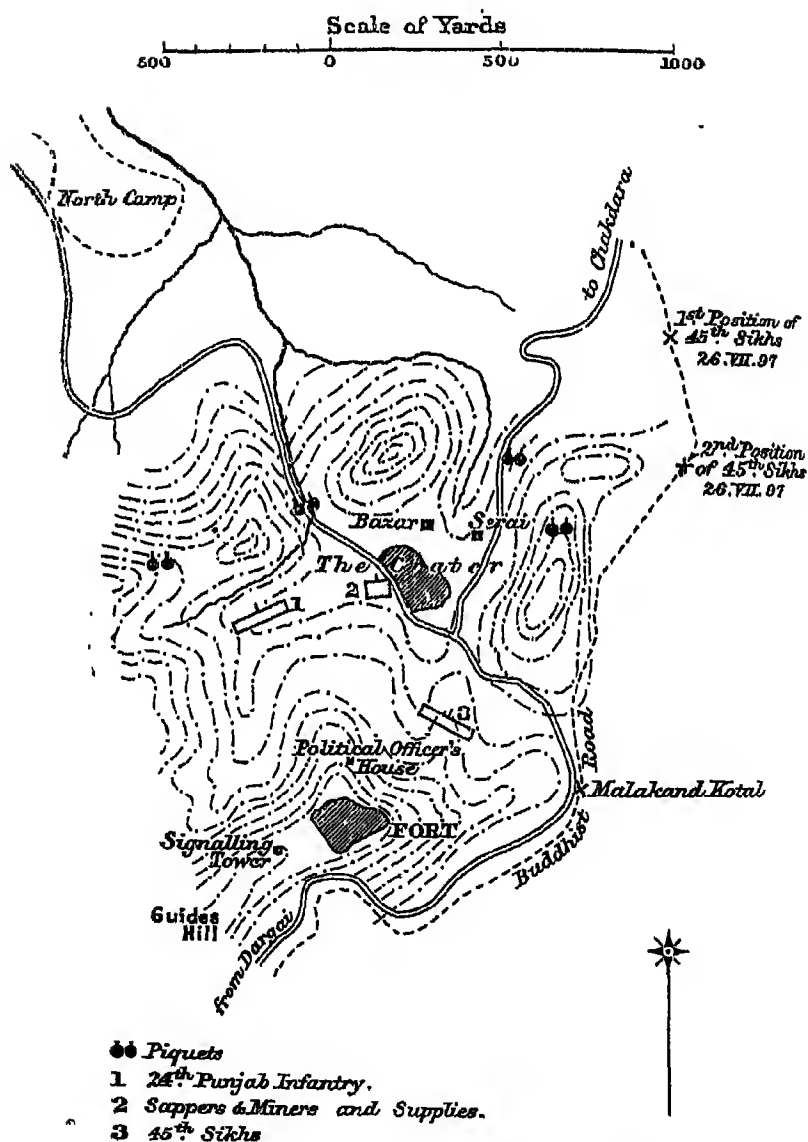 Scale of Yards
500 0 500 1000
North Camp
to Chakdara
1st. Position of
45th Sikhs
26.VII.97
2nd Position
of 45th Sikhs
26.VII.97
Bazar
Serai
The Crater
2
1
3
Political Officer's
House
Road
Malakand Kotal
FORT
Signalling
Tower
Buddhist
Guides
Hill
from Dargai
Piquets
1 24th. Punjab Infantry.
2 Sappers & Miners and Supplies.
3 45th Sikhs